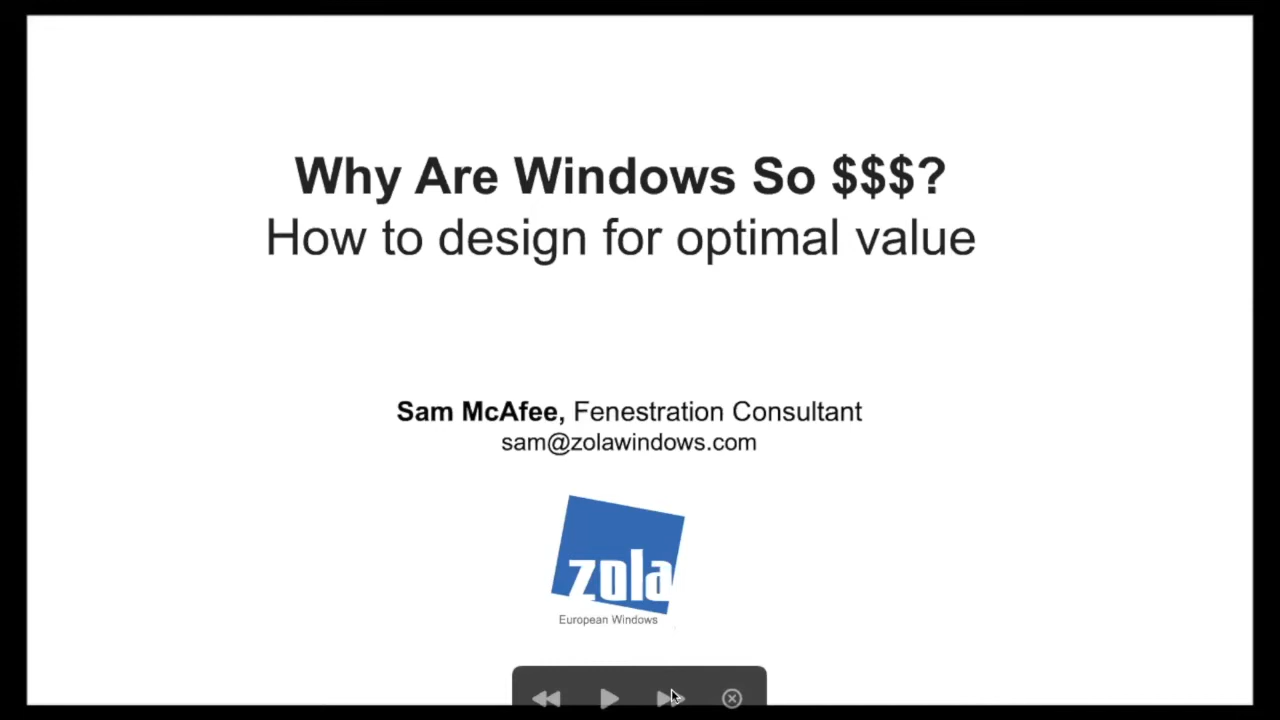 Why Are Windows So $$$?
How to design for optimal value
Sam McAfee, Fenestration Consultant
sam@zolawindows.com
zola
European Windows